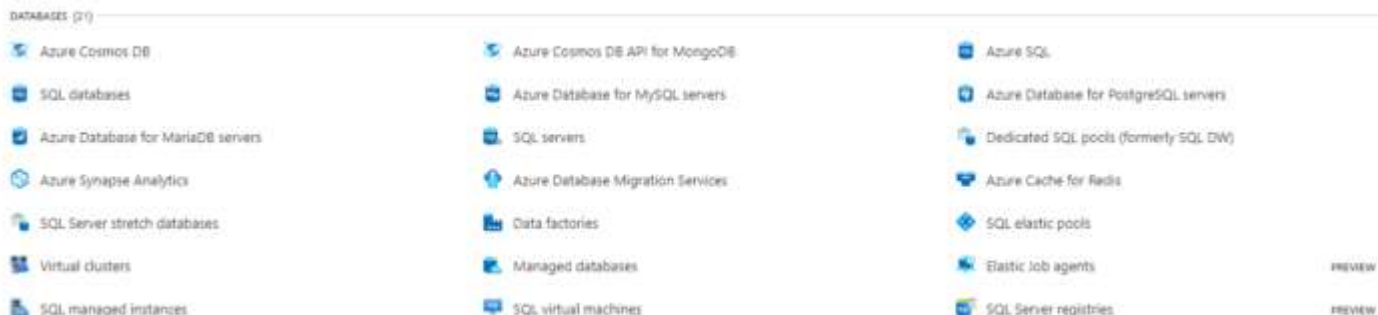 DATABASES (21)
Azure Cosmos DB
Azure Cosmos DB API for MongoDB
Azure SQL
SQL databases
Azure Database for MySQL servers
Azure Database for PostgreSQL servers
Azure Database for MariaDB servers
SQL servers
Dedicated SQL pools (formerly SQL DW)
Azure Synapse Analytics
Azure Database Migration Services
Azure Cache for Redis
SQL Server stretch databases
Data factories
SQL elastic pools
Virtual clusters
Managed databases
Elastic Job agents
PREVIEW
SQL managed instances
SQL virtual machines
SQL Server registries
PREVIEW